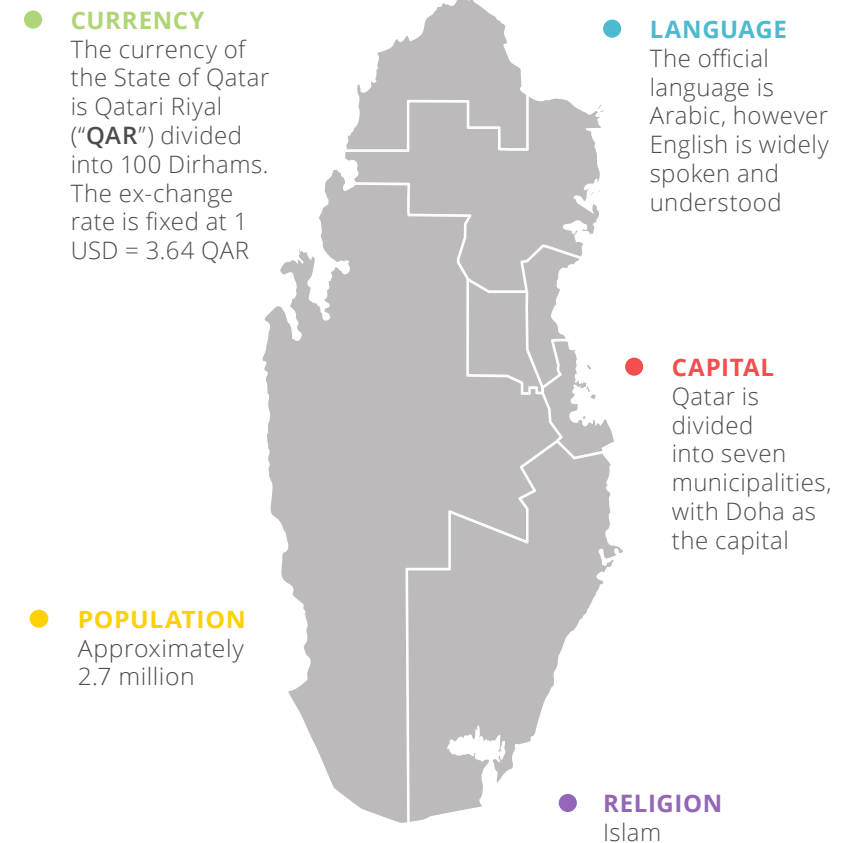 CURRENCY
The currency of
the State of Qatar
is Qatari Riyal
(“QAR”) divided
into 100 Dirhams.
The ex-change
rate is fixed at 1
USD = 3.64 QAR
LANGUAGE
The official
language is
Arabic, however
English is widely
spoken and
understood
CAPITAL
Qatar is
divided
into seven
municipalities,
with Doha as
the capital
POPULATION
Approximately
2.7 million
RELIGION
Islam